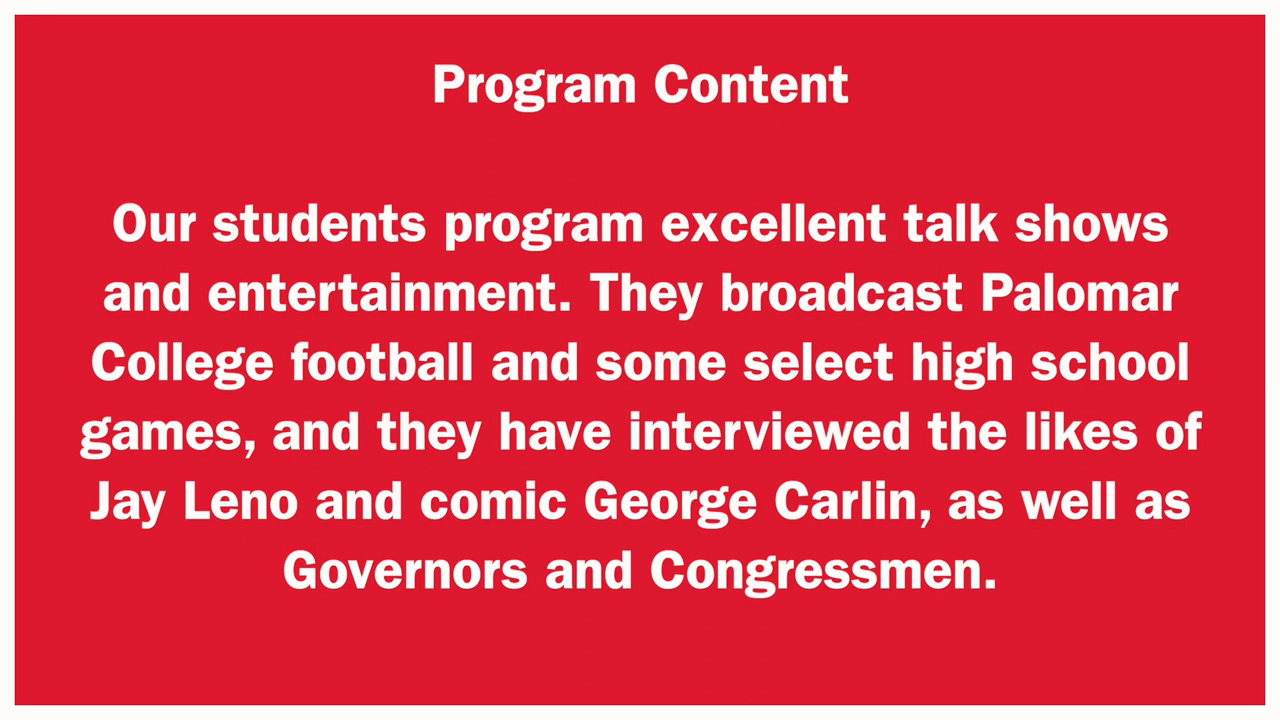 Program Content
Our students program excellent talk shows
and entertainment. They broadcast Palomar
College football and some select high school
games, and they have interviewed the likes of
Jay Leno and comic George Carlin, as well as
Governors and Congressmen.